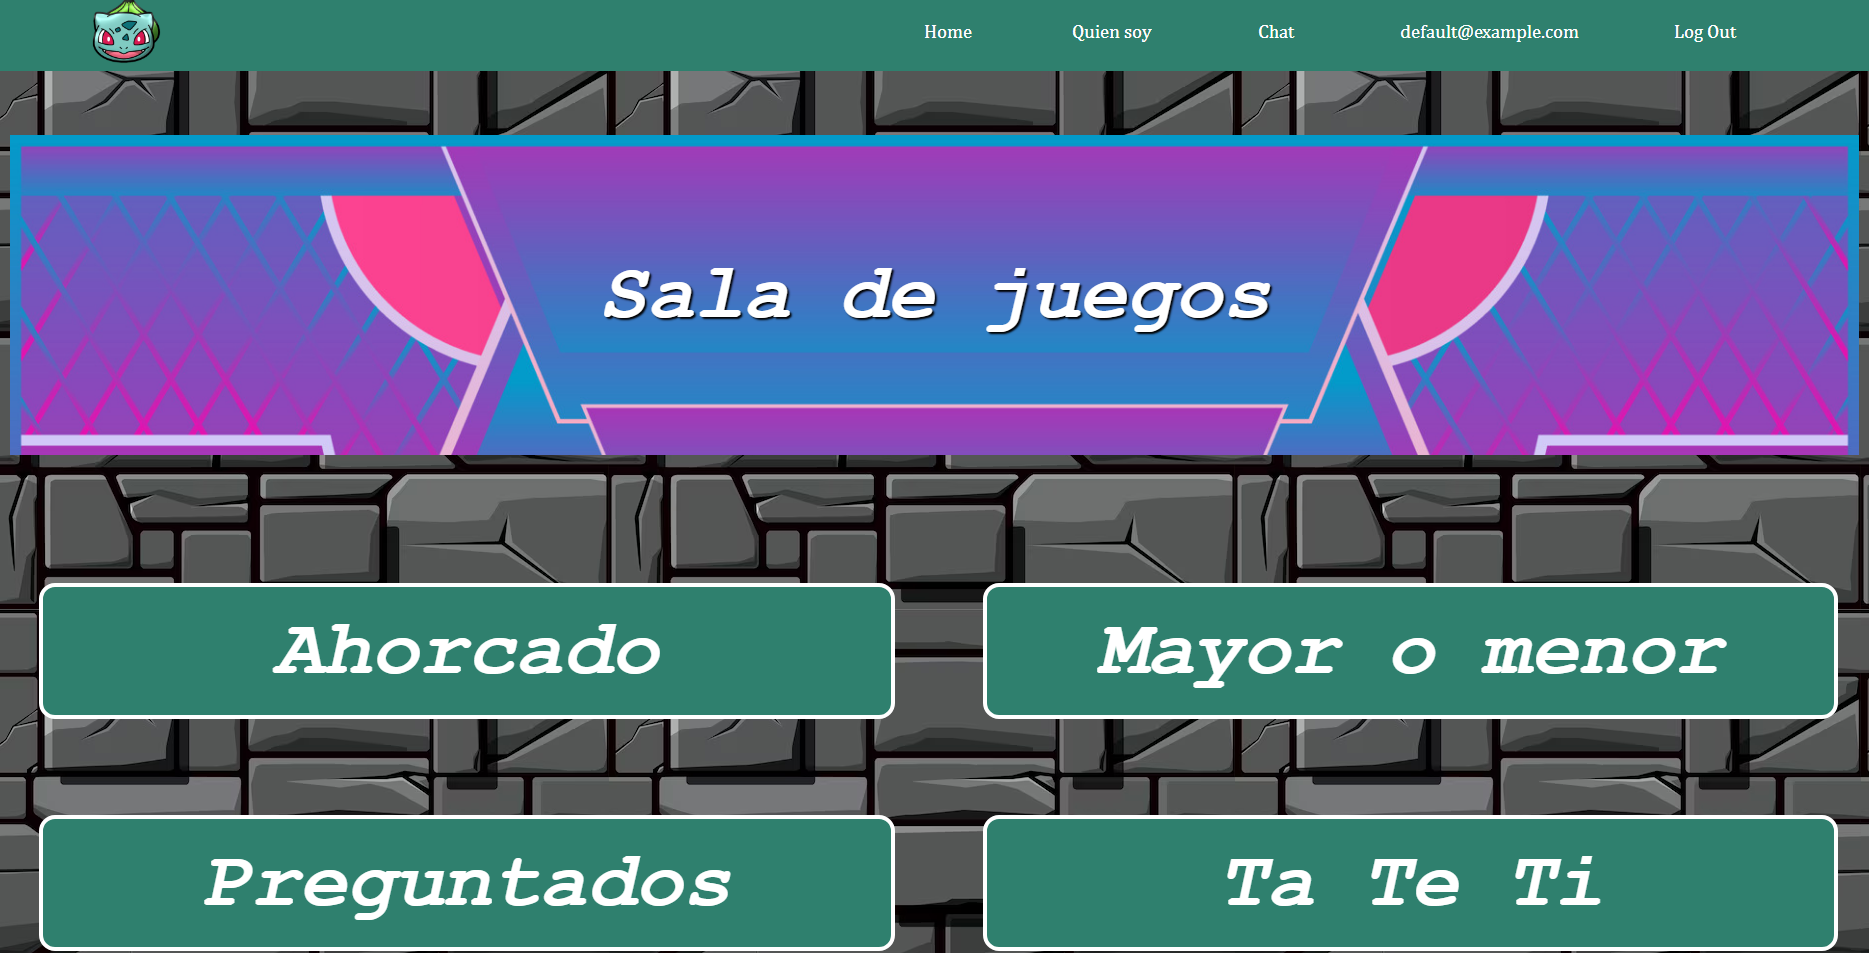 Home Quien soy Chat default@example.com Log Out
Sala de juegos
Ahorcado Mayor o menor
Preguntados Ta Te Ti